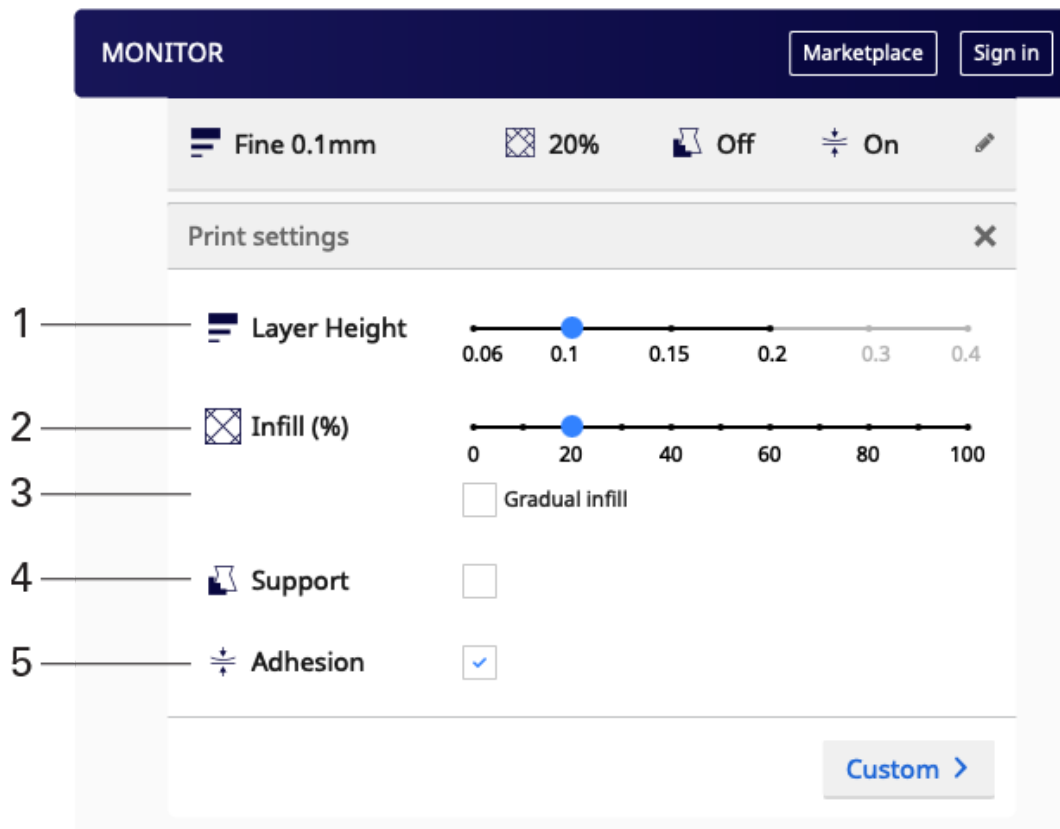 MONITOR Marketplace Sign in
Fine 0.1mm 20% Off On
Print settings
1 Layer Height
0.06 0.1 0.15 0.2 0.3 0.4
2 Infill (%)
0 20 40 60 80 100
3 Gradual infill
4 Support
5 Adhesion
Custom